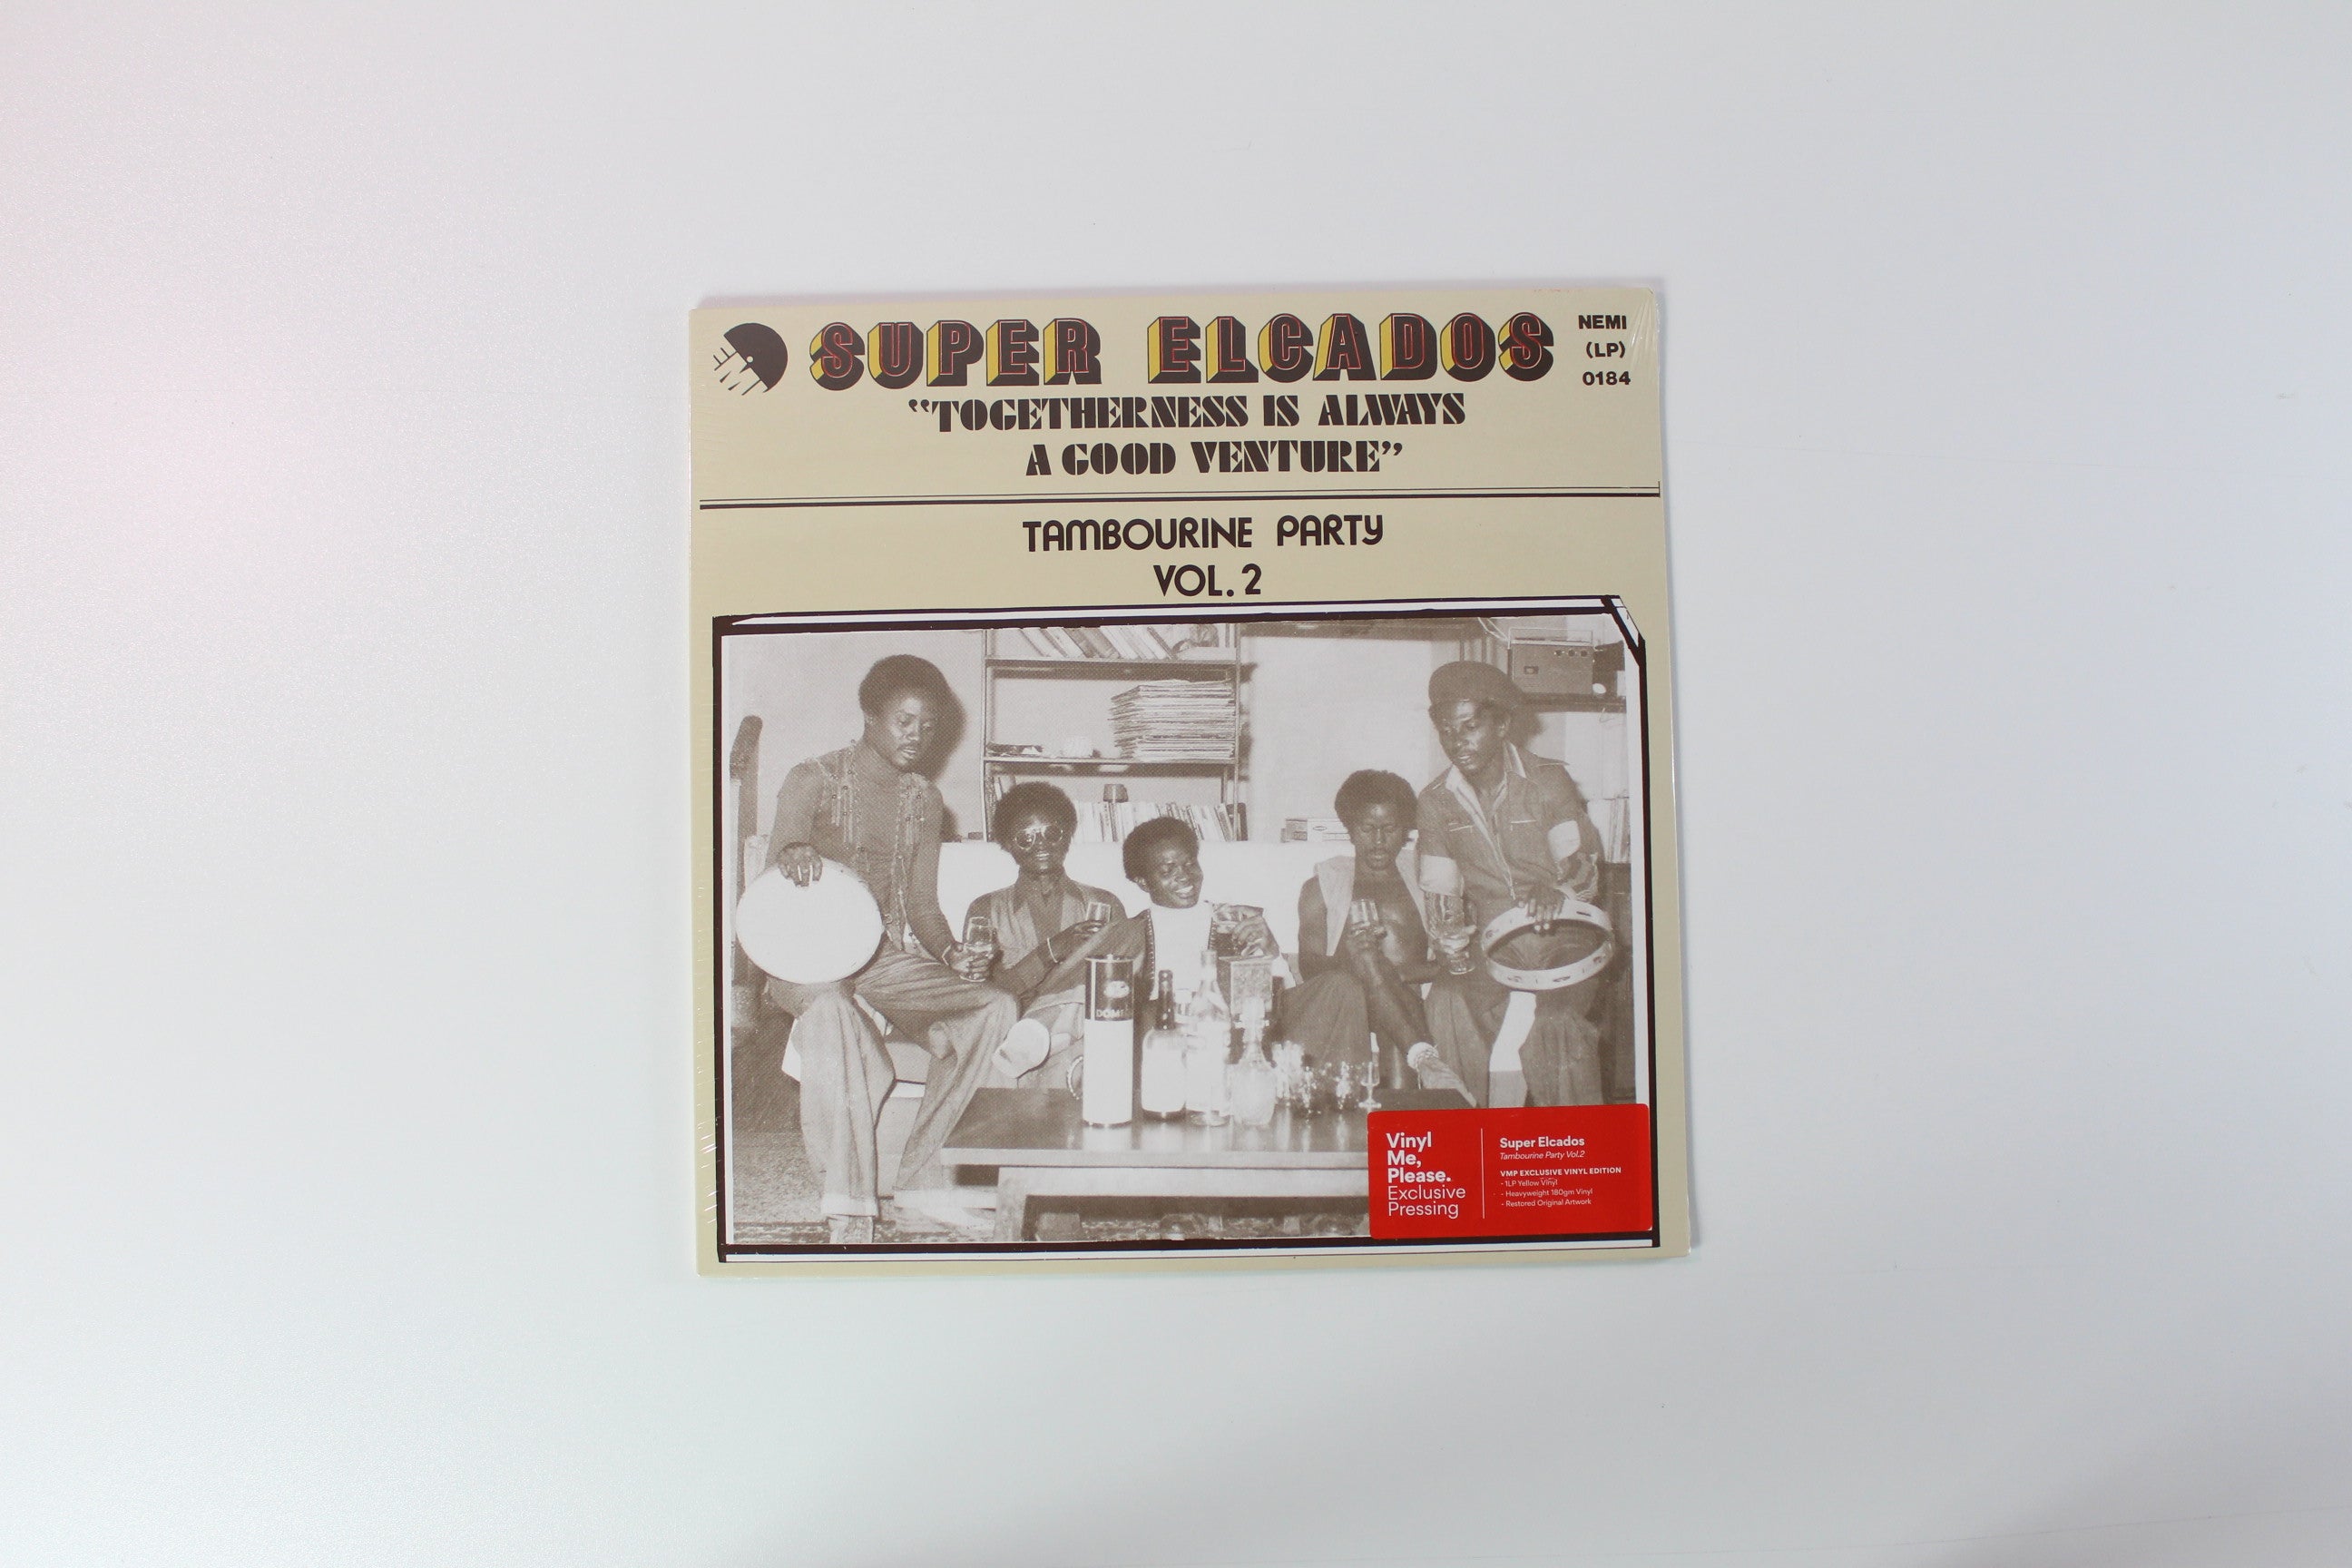 EMI
SUPER ELCADOS
NEMI
(LP)
0184
“TOGETHERNESS IS ALWAYS
A GOOD VENTURE”
TAMBOURINE PARTY
VOL. 2
Vinyl
Me,
Please.
Exclusive
Pressing
Super Elcados
Tambourine Party Vol.2
VMP EXCLUSIVE VINYL EDITION
- 1LP Yellow Vinyl
- Heavyweight 180gm Vinyl
- Restored Original Artwork